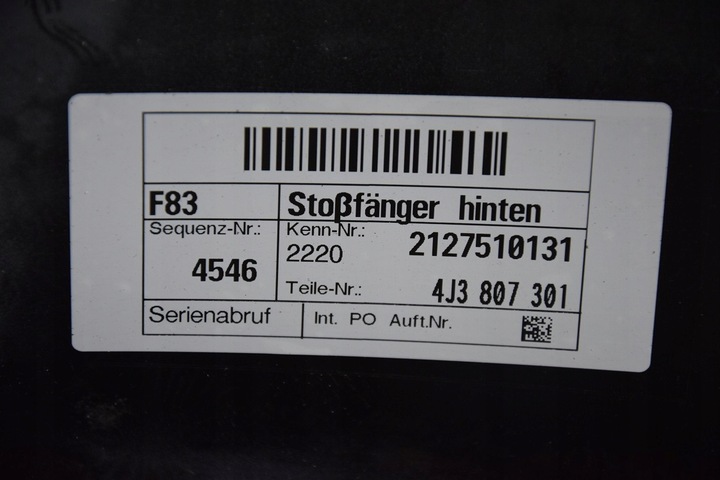 F83 Stoßfänger hinten
Sequenz-Nr.: Kenn-Nr.:
4546 2220 2127510131
Teile-Nr.: 4J3 807 301
Serienabruf Int. PO Auft.Nr.